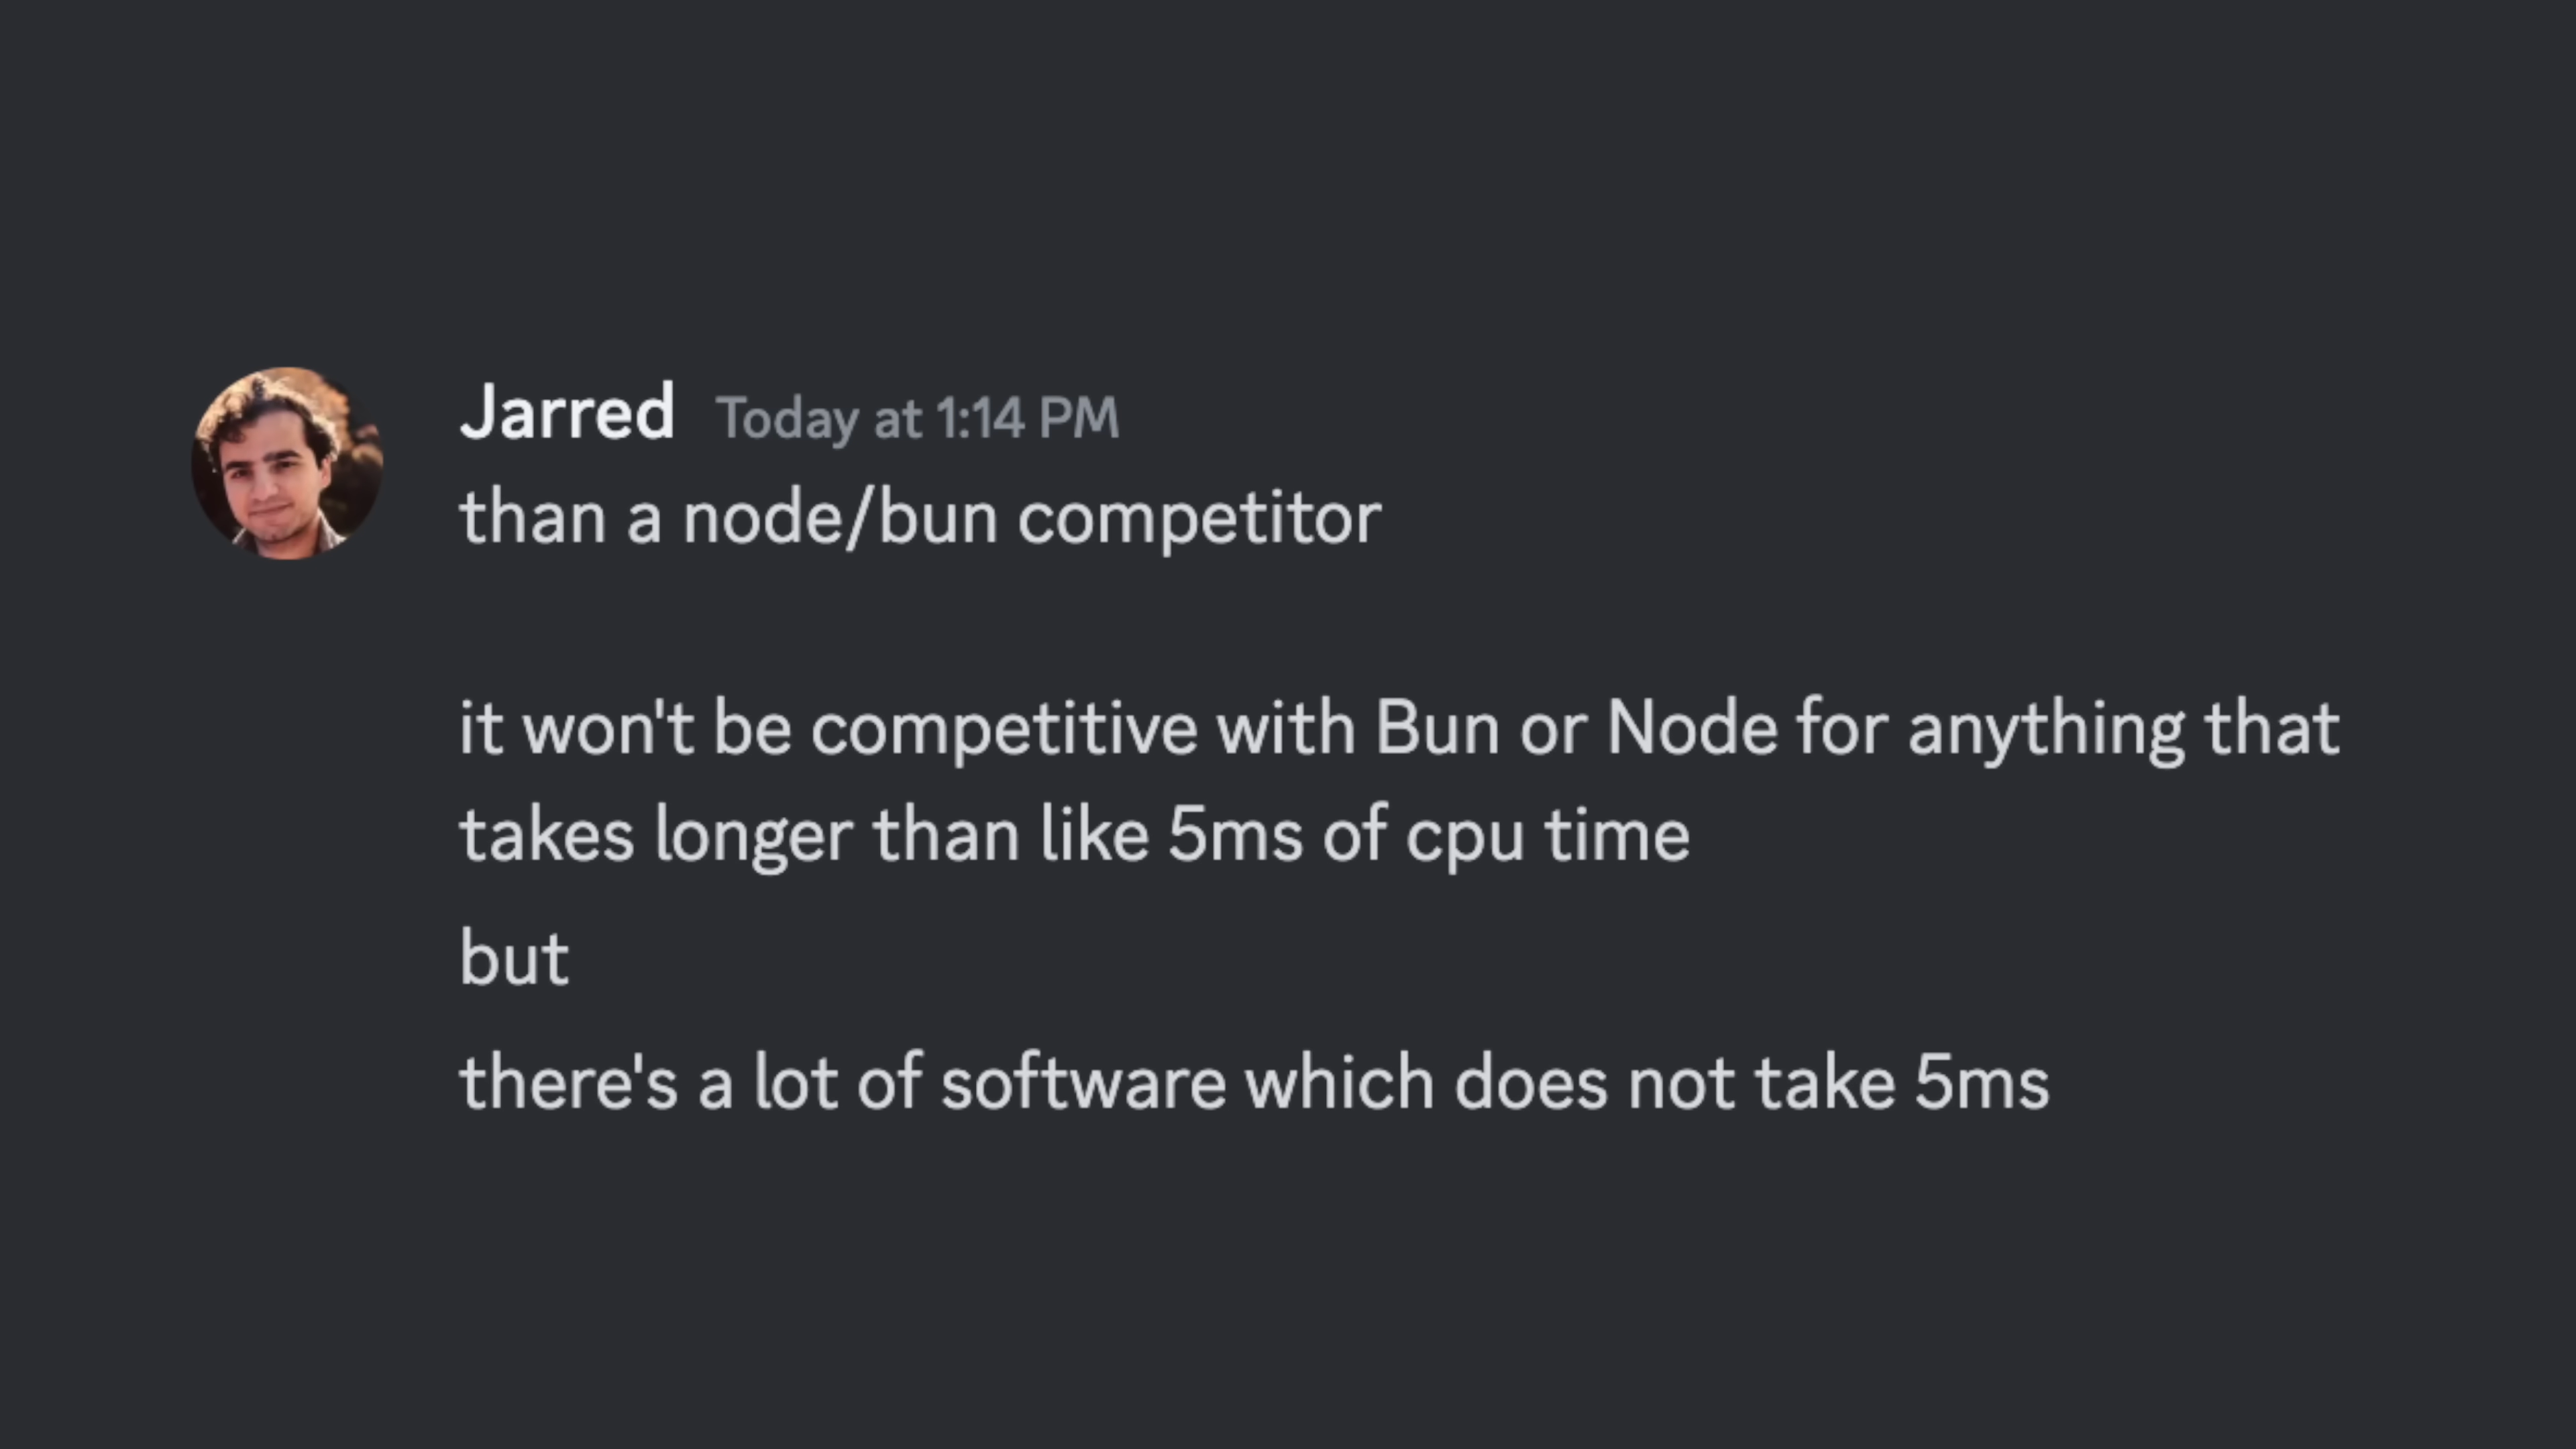 Jarred Today at 1:14 PM
than a node/bun competitor
it won't be competitive with Bun or Node for anything that
takes longer than like 5ms of cpu time
but
there's a lot of software which does not take 5ms